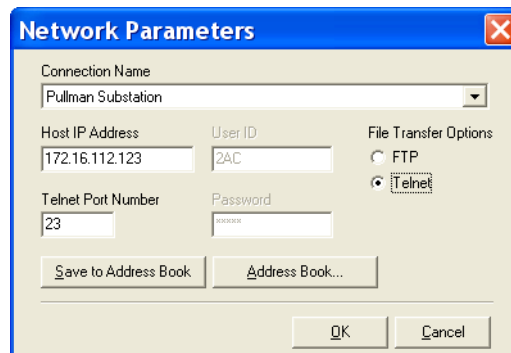 Network Parameters
Connection Name
Pullman Substation
Host IP Address User ID File Transfer Options
172.16.112.123 2AC FTP
Telnet
Telnet Port Number Password
23 *****
Save to Address Book Address Book...
OK Cancel